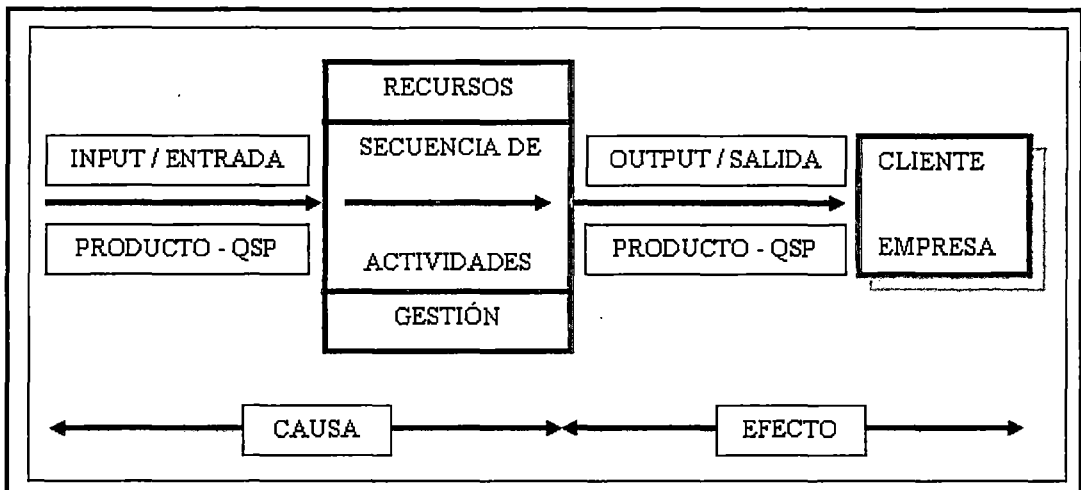 RECURSOS
INPUT / ENTRADA
SECUENCIA DE
OUTPUT / SALIDA
CLIENTE
PRODUCTO - QSP
ACTIVIDADES
PRODUCTO - QSP
EMPRESA
GESTIÓN
CAUSA
EFECTO